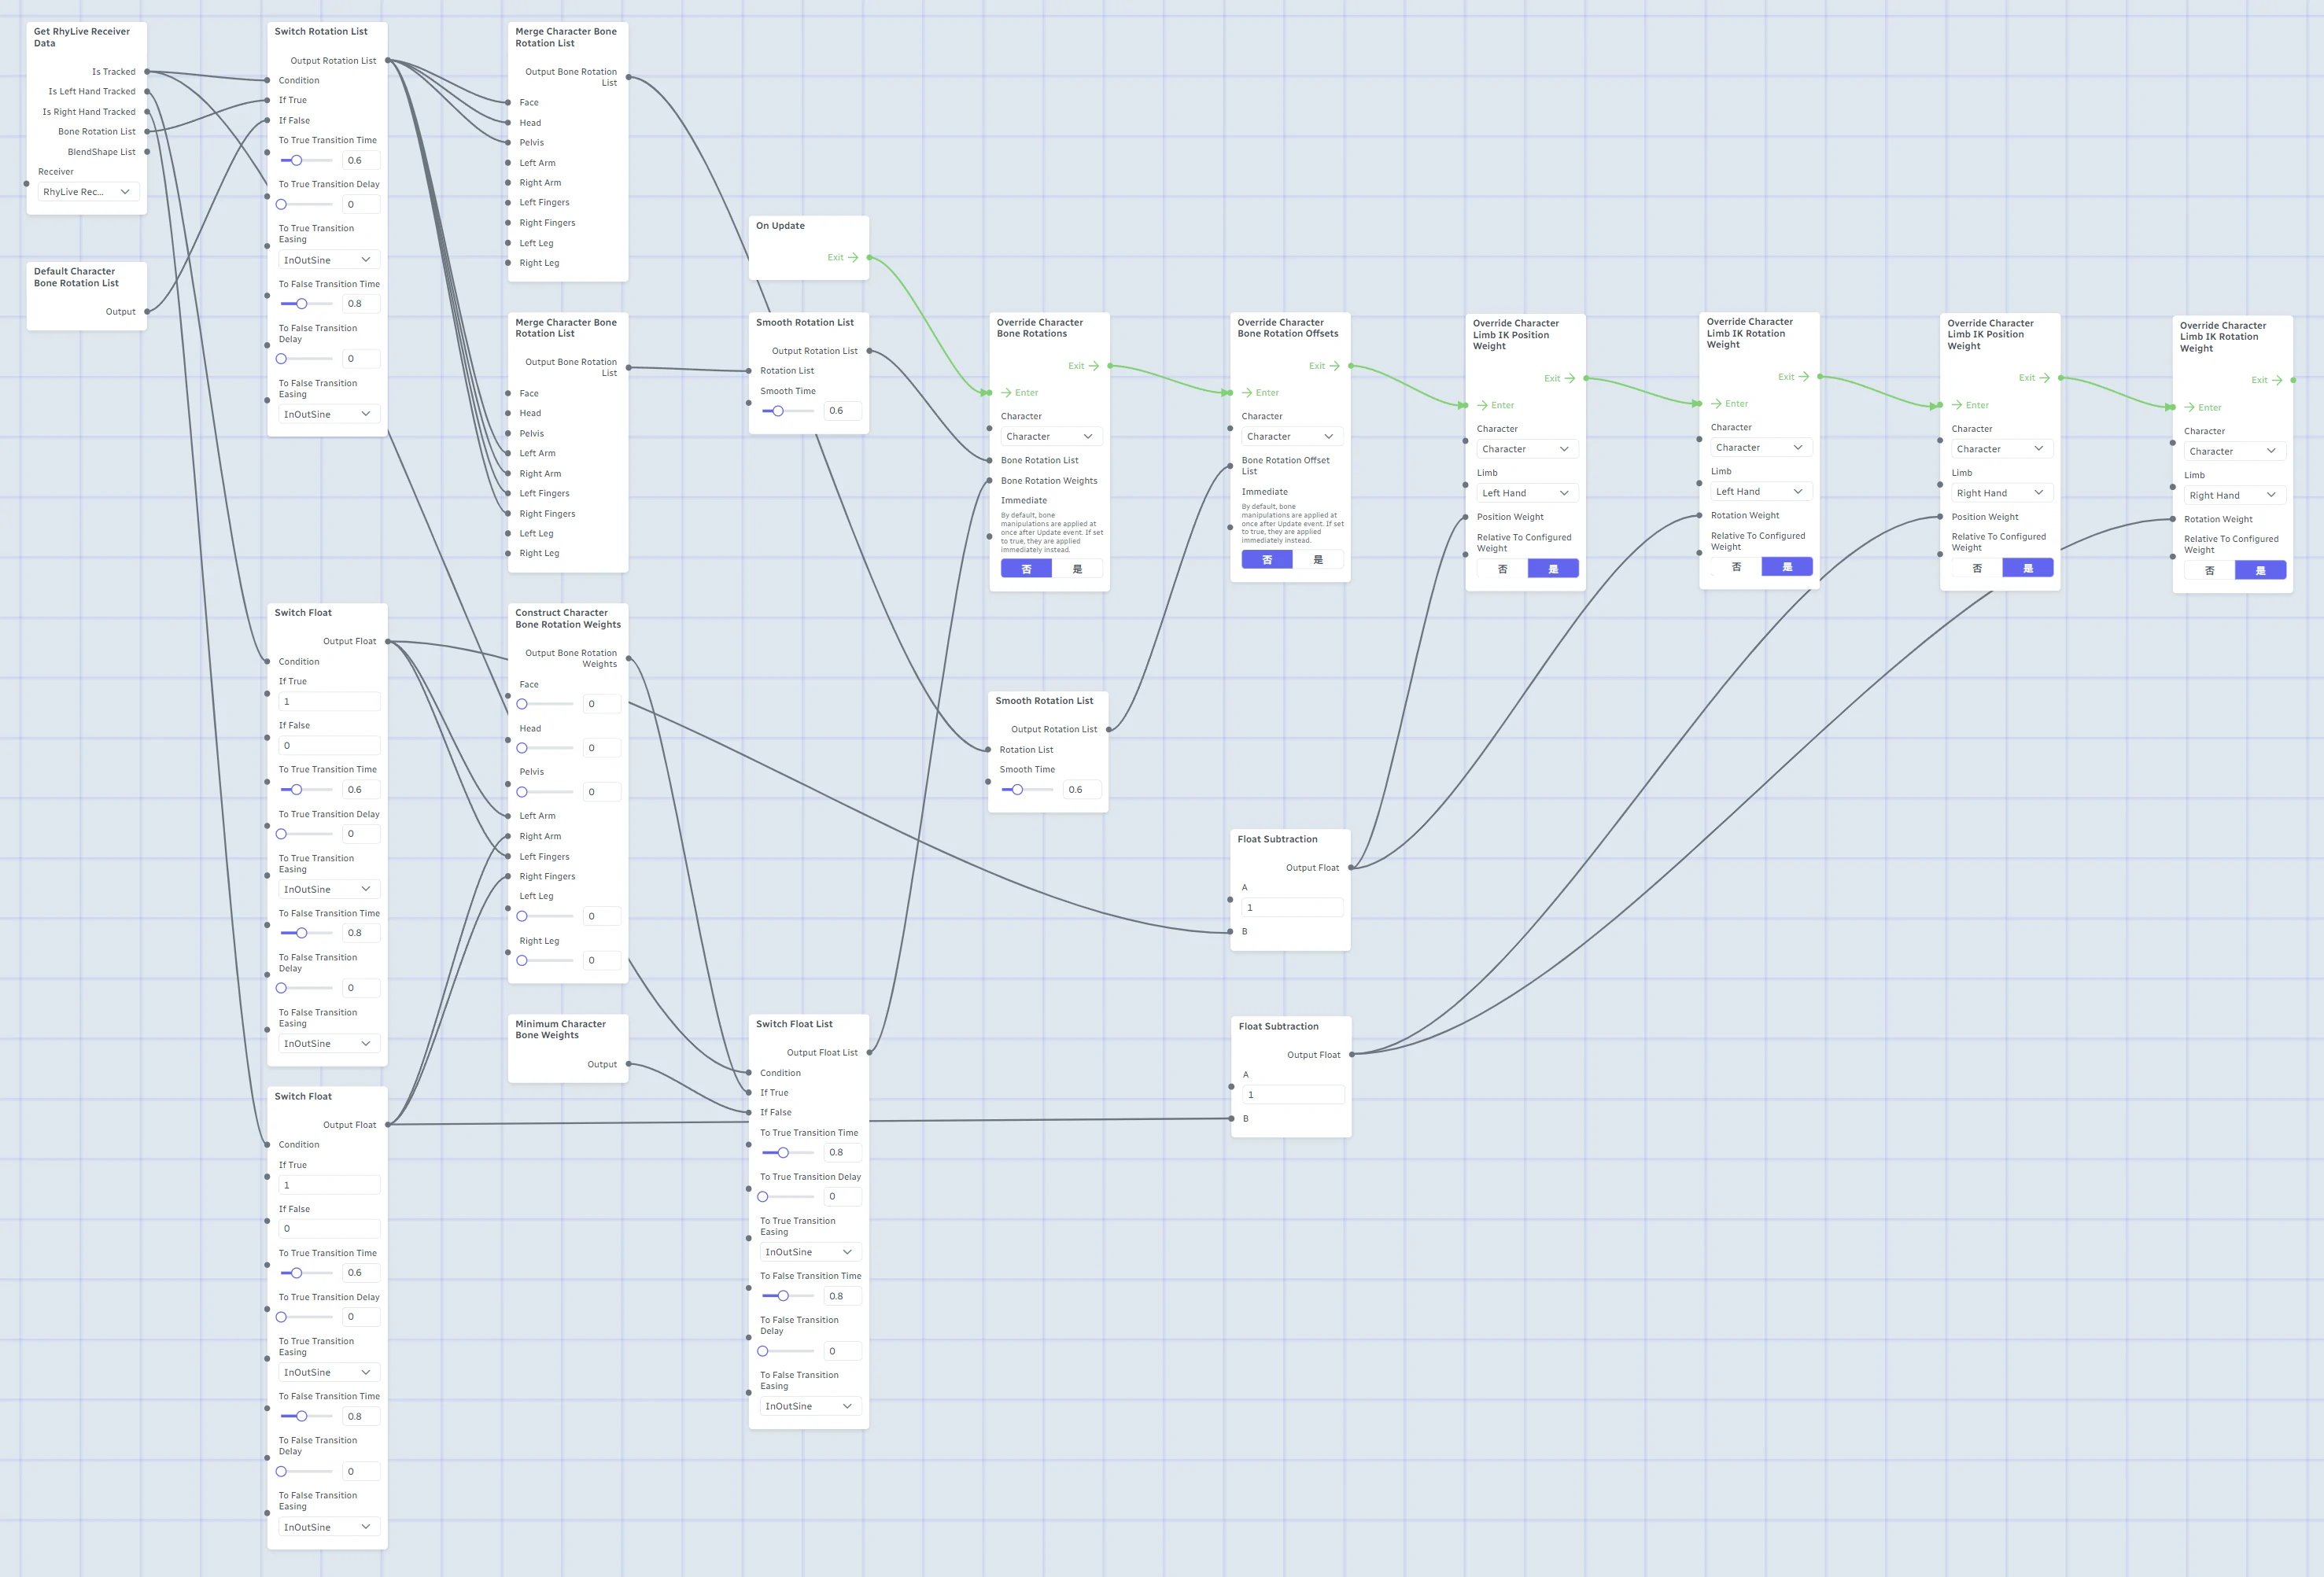 Get RhyLive Receiver
Data
Is Tracked
Is Left Hand Tracked
Is Right Hand Tracked
Bone Rotation List
BlendShape List
Receiver
RhyLive Rec...
Default Character
Bone Rotation List
Output
Switch Rotation List
Output Rotation List
Condition
If True
If False
To True Transition Time
0.6
To True Transition Delay
0
To True Transition
Easing
InOutSine
To False Transition Time
0.8
To False Transition
Delay
0
To False Transition
Easing
InOutSine
Switch Float
Output Float
Condition
If True
1
If False
0
To True Transition Time
0.6
To True Transition Delay
0
To True Transition
Easing
InOutSine
To False Transition Time
0.8
To False Transition
Delay
0
To False Transition
Easing
InOutSine
Switch Float
Output Float
Condition
If True
1
If False
0
To True Transition Time
0.6
To True Transition Delay
0
To True Transition
Easing
InOutSine
To False Transition Time
0.8
To False Transition
Delay
0
To False Transition
Easing
InOutSine
Merge Character Bone
Rotation List
Output Bone Rotation
List
Face
Head
Pelvis
Left Arm
Right Arm
Left Fingers
Right Fingers
Left Leg
Right Leg
Merge Character Bone
Rotation List
Output Bone Rotation
List
Face
Head
Pelvis
Left Arm
Right Arm
Left Fingers
Right Fingers
Left Leg
Right Leg
Construct Character
Bone Rotation Weights
Output Bone Rotation
Weights
Face
0
Head
0
Pelvis
0
Left Arm
Right Arm
Left Fingers
Right Fingers
Left Leg
0
Right Leg
0
Minimum Character
Bone Weights
Output
On Update
Exit
Smooth Rotation List
Output Rotation List
Rotation List
Smooth Time
0.6
Switch Float List
Output Float List
Condition
If True
If False
To True Transition Time
0.8
To True Transition Delay
0
To True Transition
Easing
InOutSine
To False Transition Time
0.8
To False Transition
Delay
0
To False Transition
Easing
InOutSine
Override Character
Bone Rotations
Exit
Enter
Character
Character
Bone Rotation List
Bone Rotation Weights
Immediate
By default, bone
manipulations are applied at
once after Update event. If set
to true, they are applied
immediately instead.
否 是
Smooth Rotation List
Output Rotation List
Rotation List
Smooth Time
0.6
Override Character
Bone Rotation Offsets
Exit
Enter
Character
Character
Bone Rotation Offset
List
Immediate
By default, bone
manipulations are applied at
once after Update event. If set
to true, they are applied
immediately instead.
否 是
Float Subtraction
Output Float
A
1
B
Float Subtraction
Output Float
A
1
B
Override Character
Limb IK Position
Weight
Exit
Enter
Character
Character
Limb
Left Hand
Position Weight
Relative To Configured
Weight
否 是
Override Character
Limb IK Rotation
Weight
Exit
Enter
Character
Character
Limb
Left Hand
Rotation Weight
Relative To Configured
Weight
否 是
Override Character
Limb IK Position
Weight
Exit
Enter
Character
Character
Limb
Right Hand
Position Weight
Relative To Configured
Weight
否 是
Override Character
Limb IK Rotation
Weight
Exit
Enter
Character
Character
Limb
Right Hand
Rotation Weight
Relative To Configured
Weight
否 是